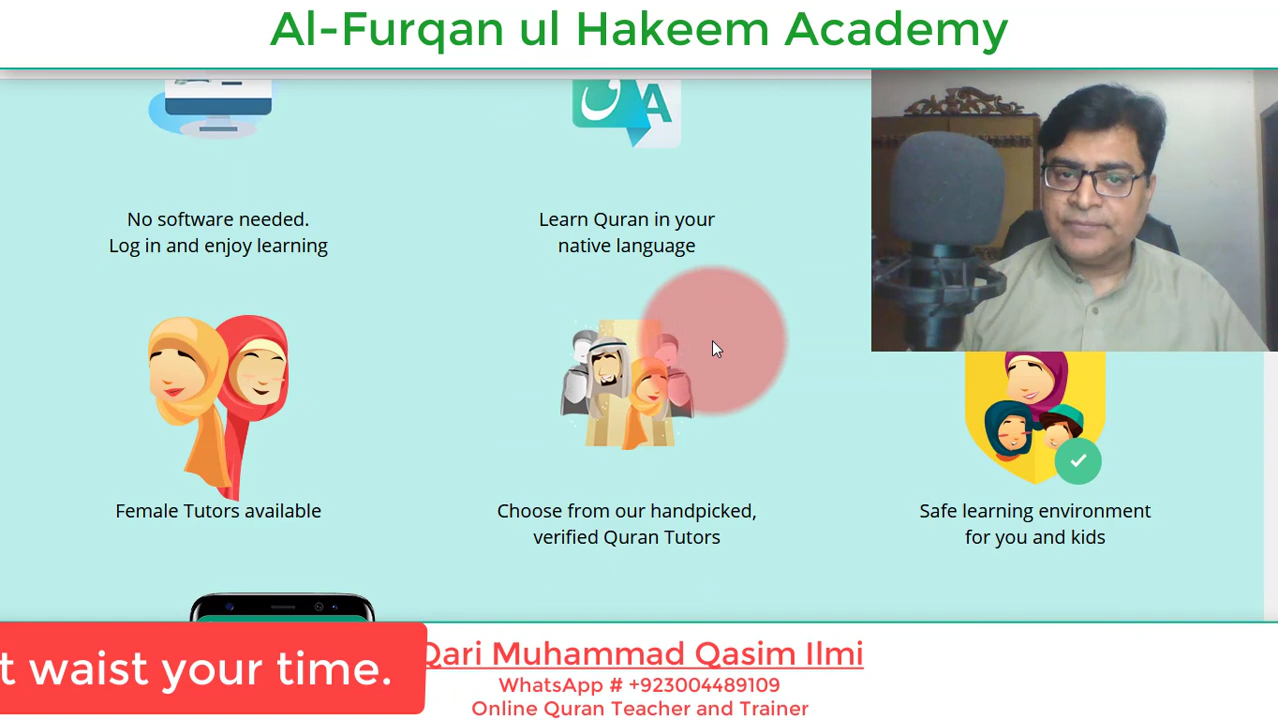 Al-Furqan ul Hakeem Academy
A
No software needed.
Log in and enjoy learning
Learn Quran in your
native language
Female Tutors available
Choose from our handpicked,
verified Quran Tutors
Safe learning environment
for you and kids
t waist your time.
Qari Muhammad Qasim Ilmi
WhatsApp # +923004489109
Online Quran Teacher and Trainer